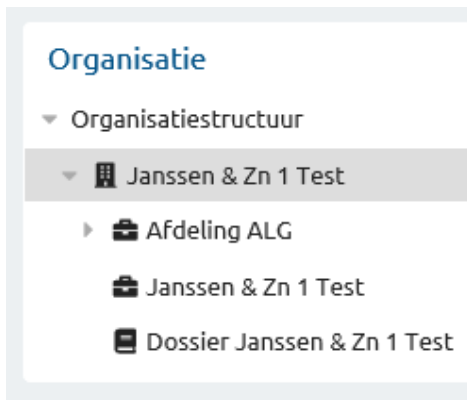 Organisatie
Organisatiestructuur
Janssen & Zn 1 Test
Afdeling ALG
Janssen & Zn 1 Test
Dossier Janssen & Zn 1 Test